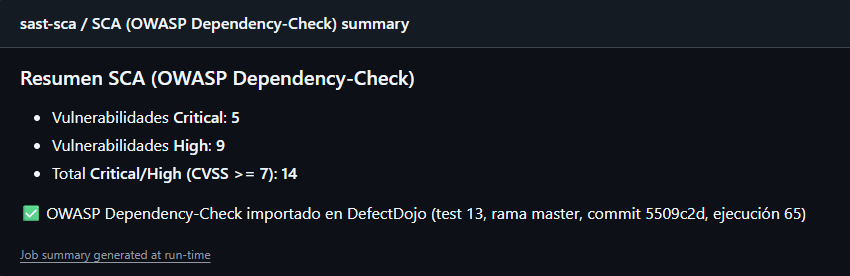 sast-sca / SCA (OWASP Dependency-Check) summary
Resumen SCA (OWASP Dependency-Check)
• Vulnerabilidades Critical: 5
• Vulnerabilidades High: 9
• Total Critical/High (CVSS >= 7): 14
✅ OWASP Dependency-Check importado en DefectDojo (test 13, rama master, commit 5509c2d, ejecución 65)
Job summary generated at run-time